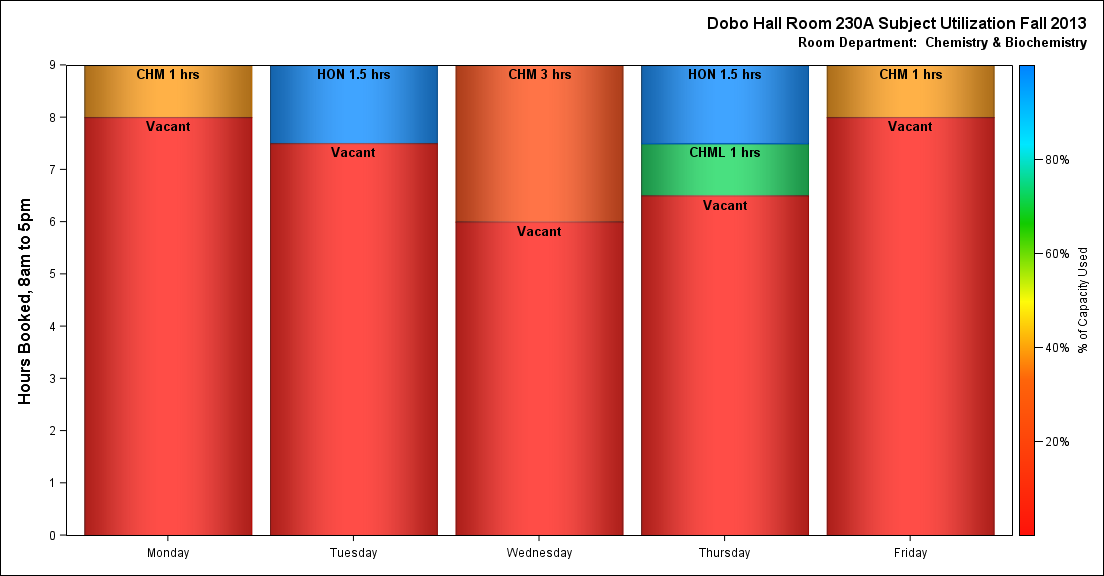 Dobo Hall Room 230A Subject Utilization Fall 2013
Room Department:  Chemistry & Biochemistry
Hours Booked, 8am to 5pm
9
8
7
6
5
4
3
2
1
0
CHM 1 hrs
Vacant
HON 1.5 hrs
Vacant
CHM 3 hrs
Vacant
HON 1.5 hrs
CHML 1 hrs
Vacant
CHM 1 hrs
Vacant
Monday
Tuesday
Wednesday
Thursday
Friday
80%
60%
40%
20%
% of Capacity Used